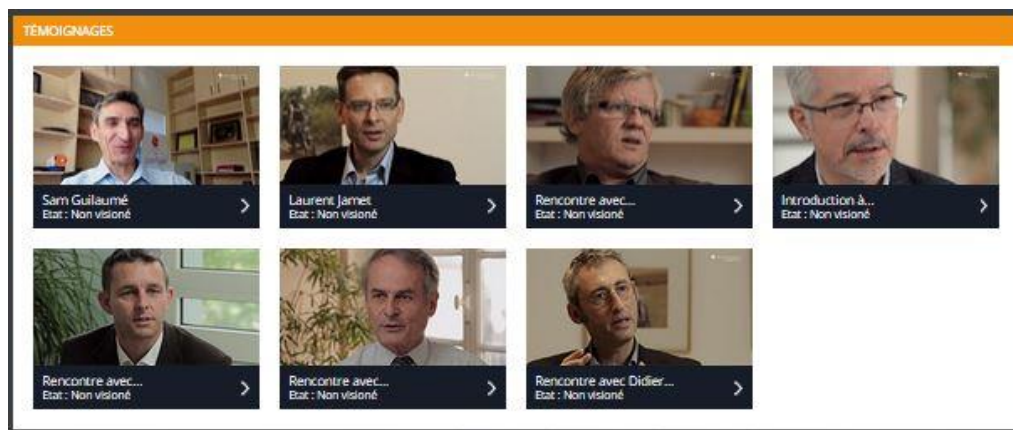 TÉMOIGNAGES
Sam Guilaumé
Etat : Non visioné
Laurent Jamet
Etat : Non visioné
Rencontre avec...
Etat : Non visioné
Introduction à...
Etat : Non visioné
Rencontre avec...
Etat : Non visioné
Rencontre avec...
Etat : Non visioné
Rencontre avec Didier...
Etat : Non visioné